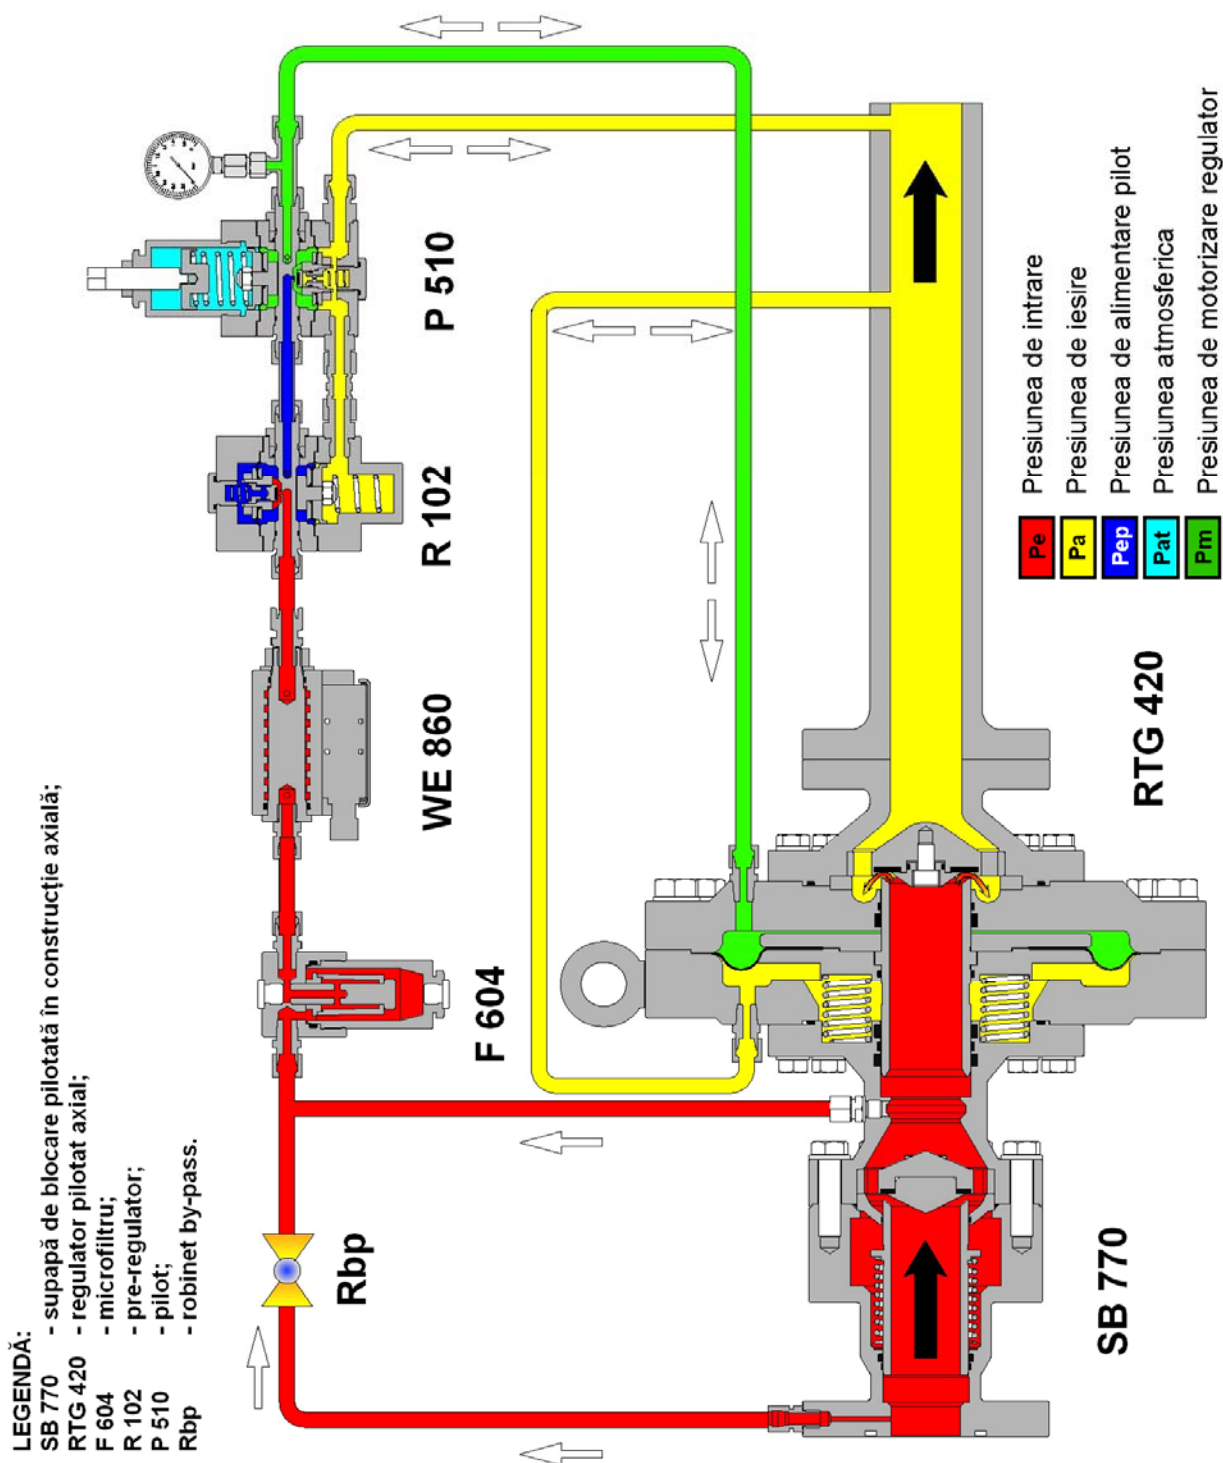 LEGENDĂ:
SB 770 - supapă de blocare pilotată în construcție axială;
RTG 420 - regulator pilotat axial;
F 604 - microfiltru;
R 102 - pre-regulator;
P 510 - pilot;
Rbp - robinet by-pass.
Rbp
F 604
WE 860
R 102
P 510
SB 770
RTG 420
Pe Presiunea de intrare
Pa Presiunea de iesire
Pep Presiunea de alimentare pilot
Pat Presiunea atmosferica
Pm Presiunea de motorizare regulator